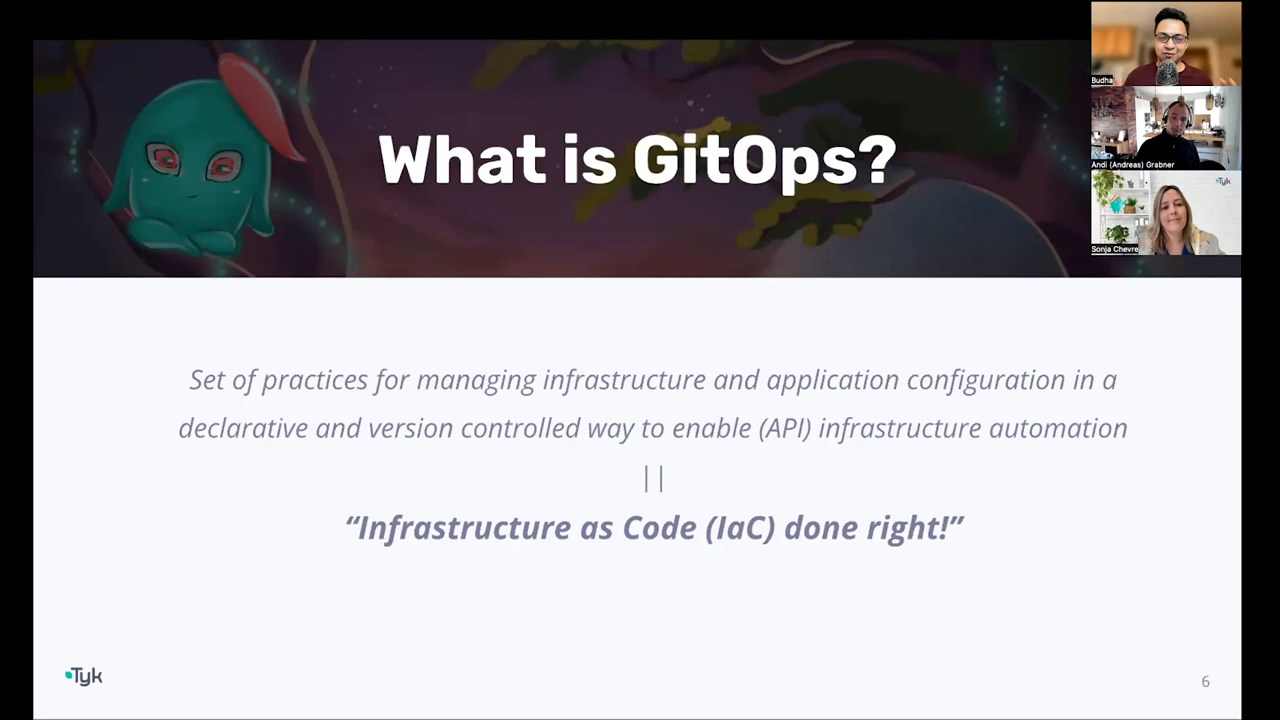 What is GitOps?
Budha
Andi (Andreas) Grabner
Tyk
Sonja Chevre
Set of practices for managing infrastructure and application configuration in a
declarative and version controlled way to enable (API) infrastructure automation
||
“Infrastructure as Code (IaC) done right!”
Tyk
6